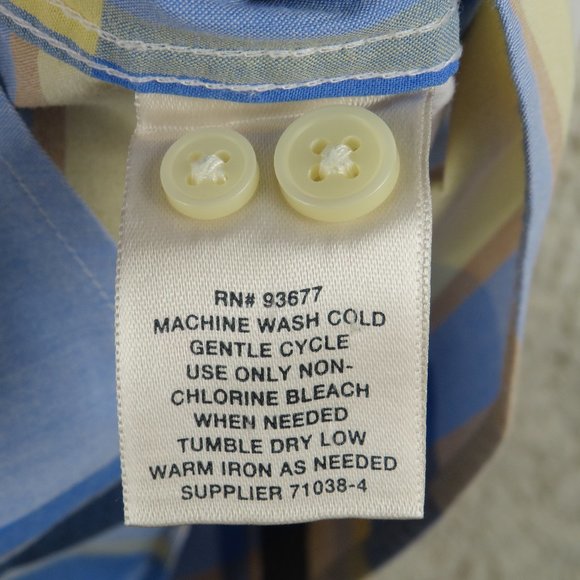 RN# 93677
MACHINE WASH COLD
GENTLE CYCLE
USE ONLY NON-
CHLORINE BLEACH
WHEN NEEDED
TUMBLE DRY LOW
WARM IRON AS NEEDED
SUPPLIER 71038-4